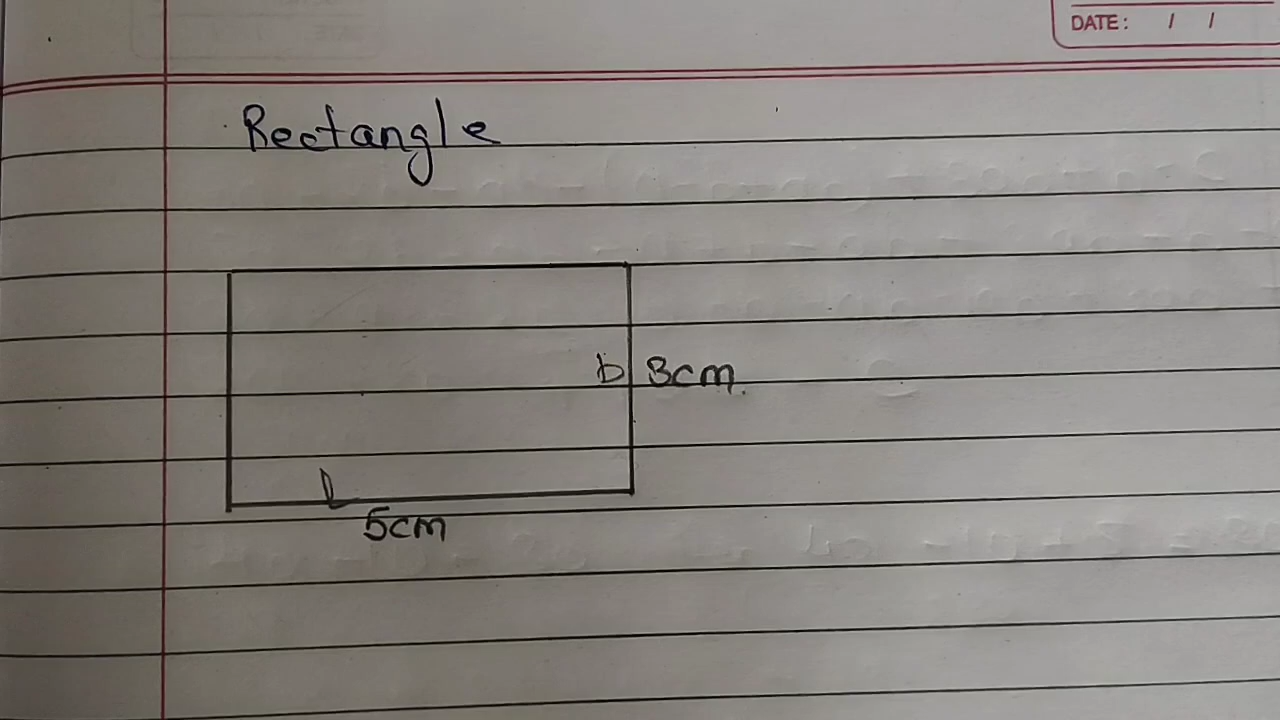 DATE: / /
Rectangle
b 3cm.
l
5cm